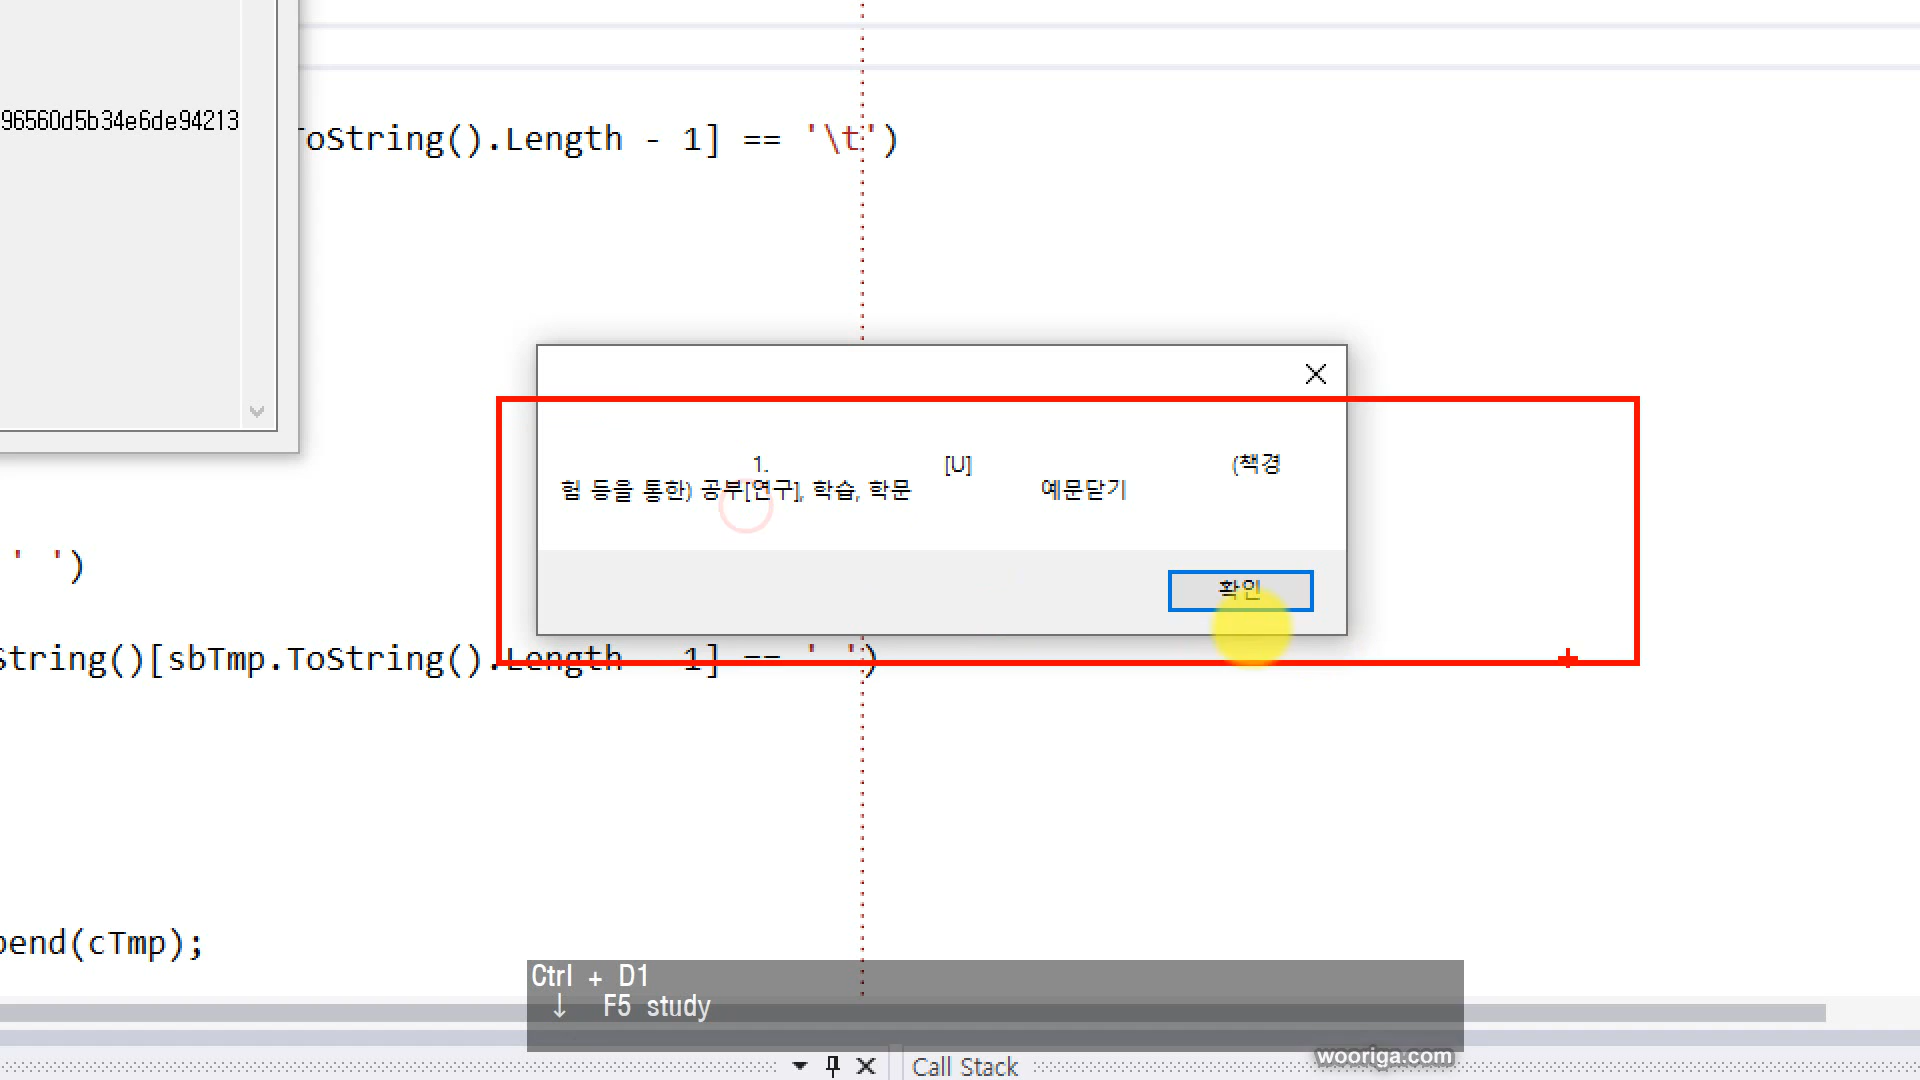 96560d5b34e6de94213
ToString().Length - 1] == '\t')
1. [U] (책경
험 등을 통한) 공부[연구], 학습, 학문 예문닫기
확인
' ')
String()[sbTmp.ToString().Length - 1] == ' ')
pend(cTmp);
Ctrl + D1
↓ F5 study
Call Stack
wooriga.com